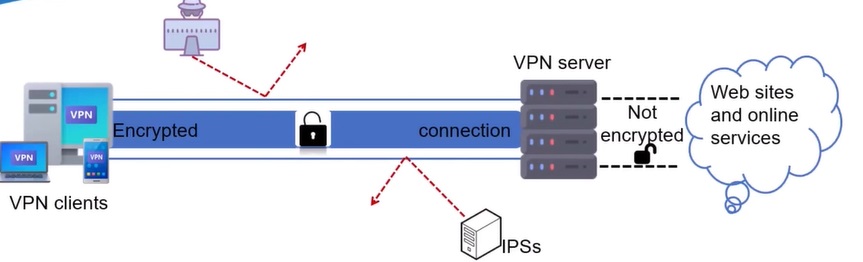 VPN server
Web sites
and online
services
Not
encrypted
VPN
Encrypted
connection
VPN
VPN
VPN clients
IPSs